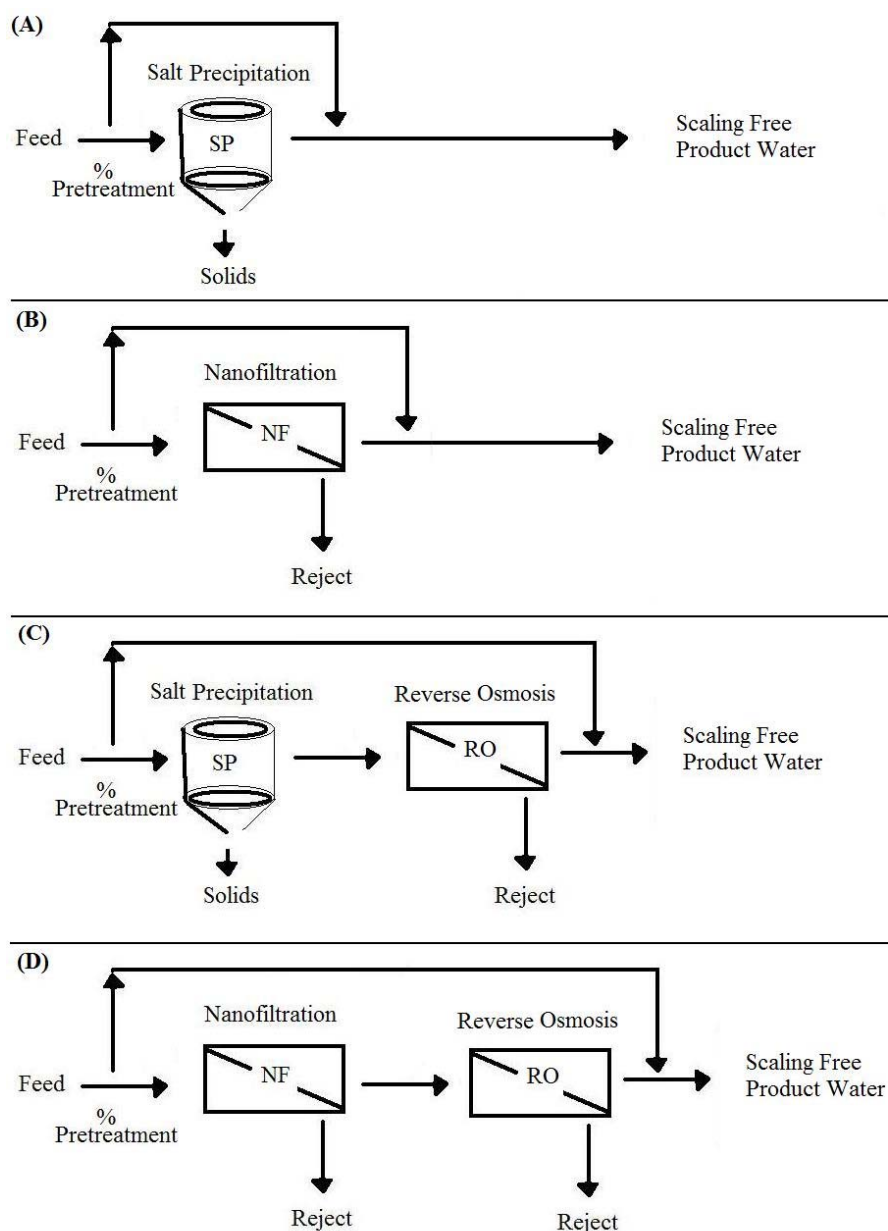 (A)
Salt Precipitation
Feed
SP
%
Pretreatment
Scaling Free
Product Water
Solids
(B)
Nanofiltration
Feed
NF
%
Pretreatment
Scaling Free
Product Water
Reject
(C)
Salt Precipitation
Reverse Osmosis
Feed
SP
RO
%
Pretreatment
Scaling Free
Product Water
Solids
Reject
(D)
Nanofiltration
Reverse Osmosis
Feed
NF
RO
%
Pretreatment
Scaling Free
Product Water
Reject
Reject